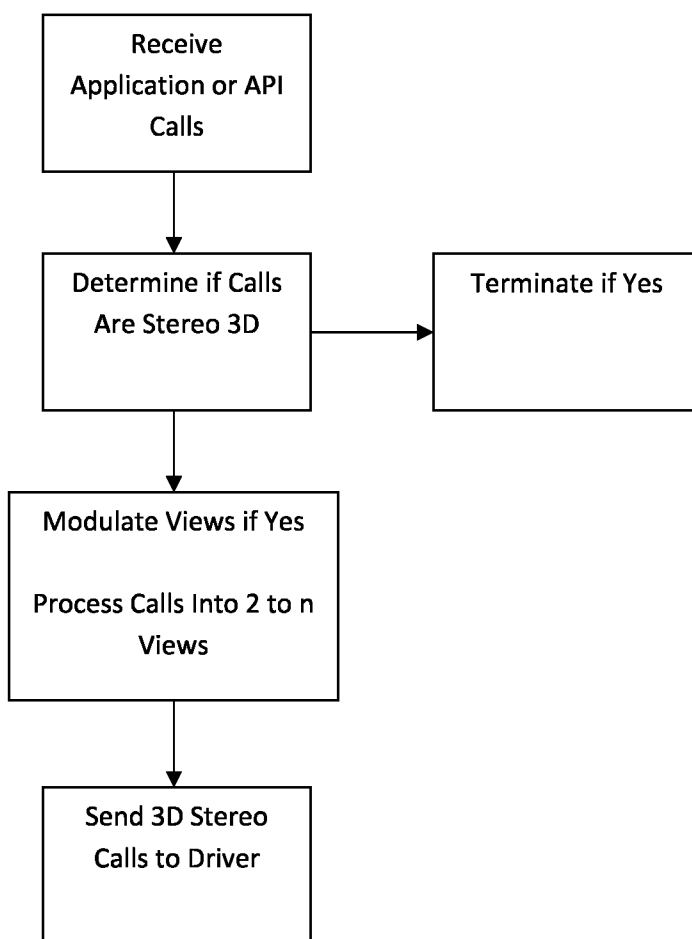 Receive
Application or API
Calls
Determine if Calls
Are Stereo 3D
Terminate if Yes
Modulate Views if Yes
Process Calls Into 2 to n
Views
Send 3D Stereo
Calls to Driver